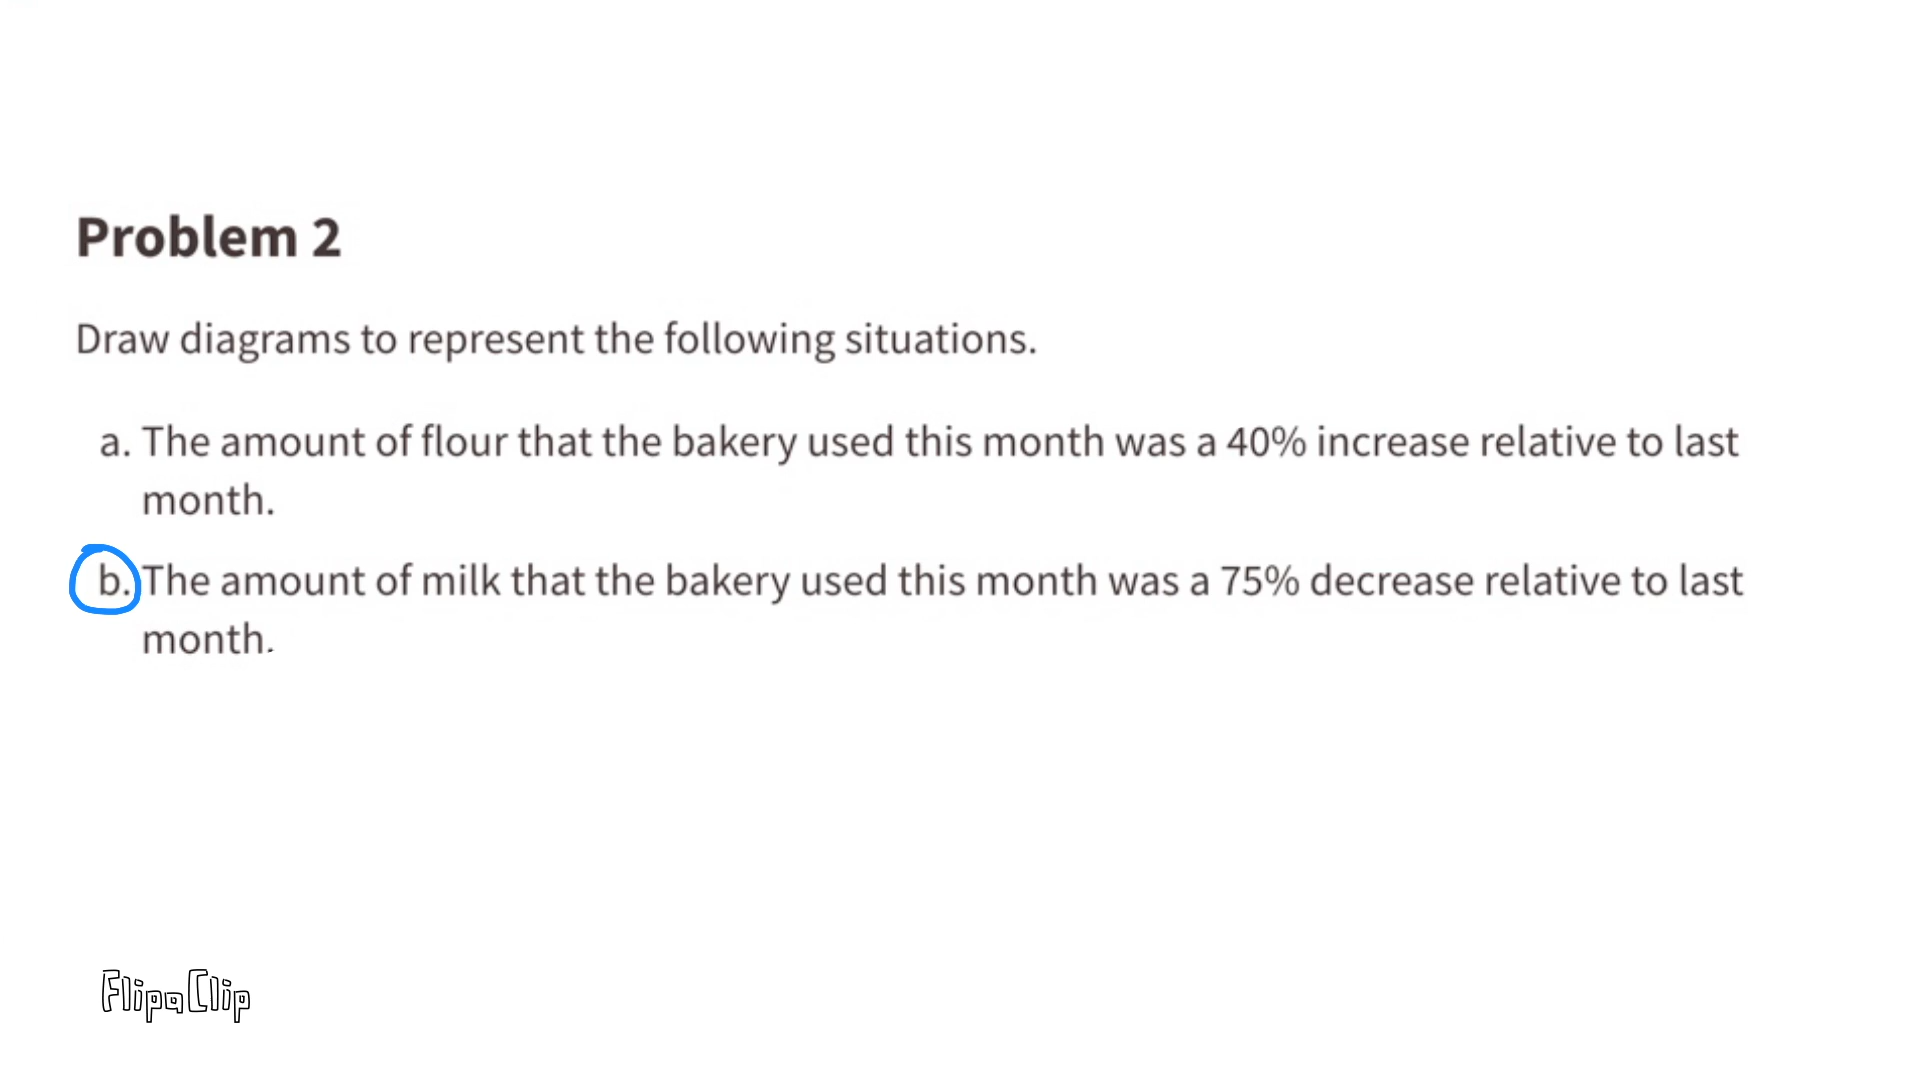 Problem 2
Draw diagrams to represent the following situations.
a. The amount of flour that the bakery used this month was a 40% increase relative to last
month.
b. The amount of milk that the bakery used this month was a 75% decrease relative to last
month.
FlipaClip